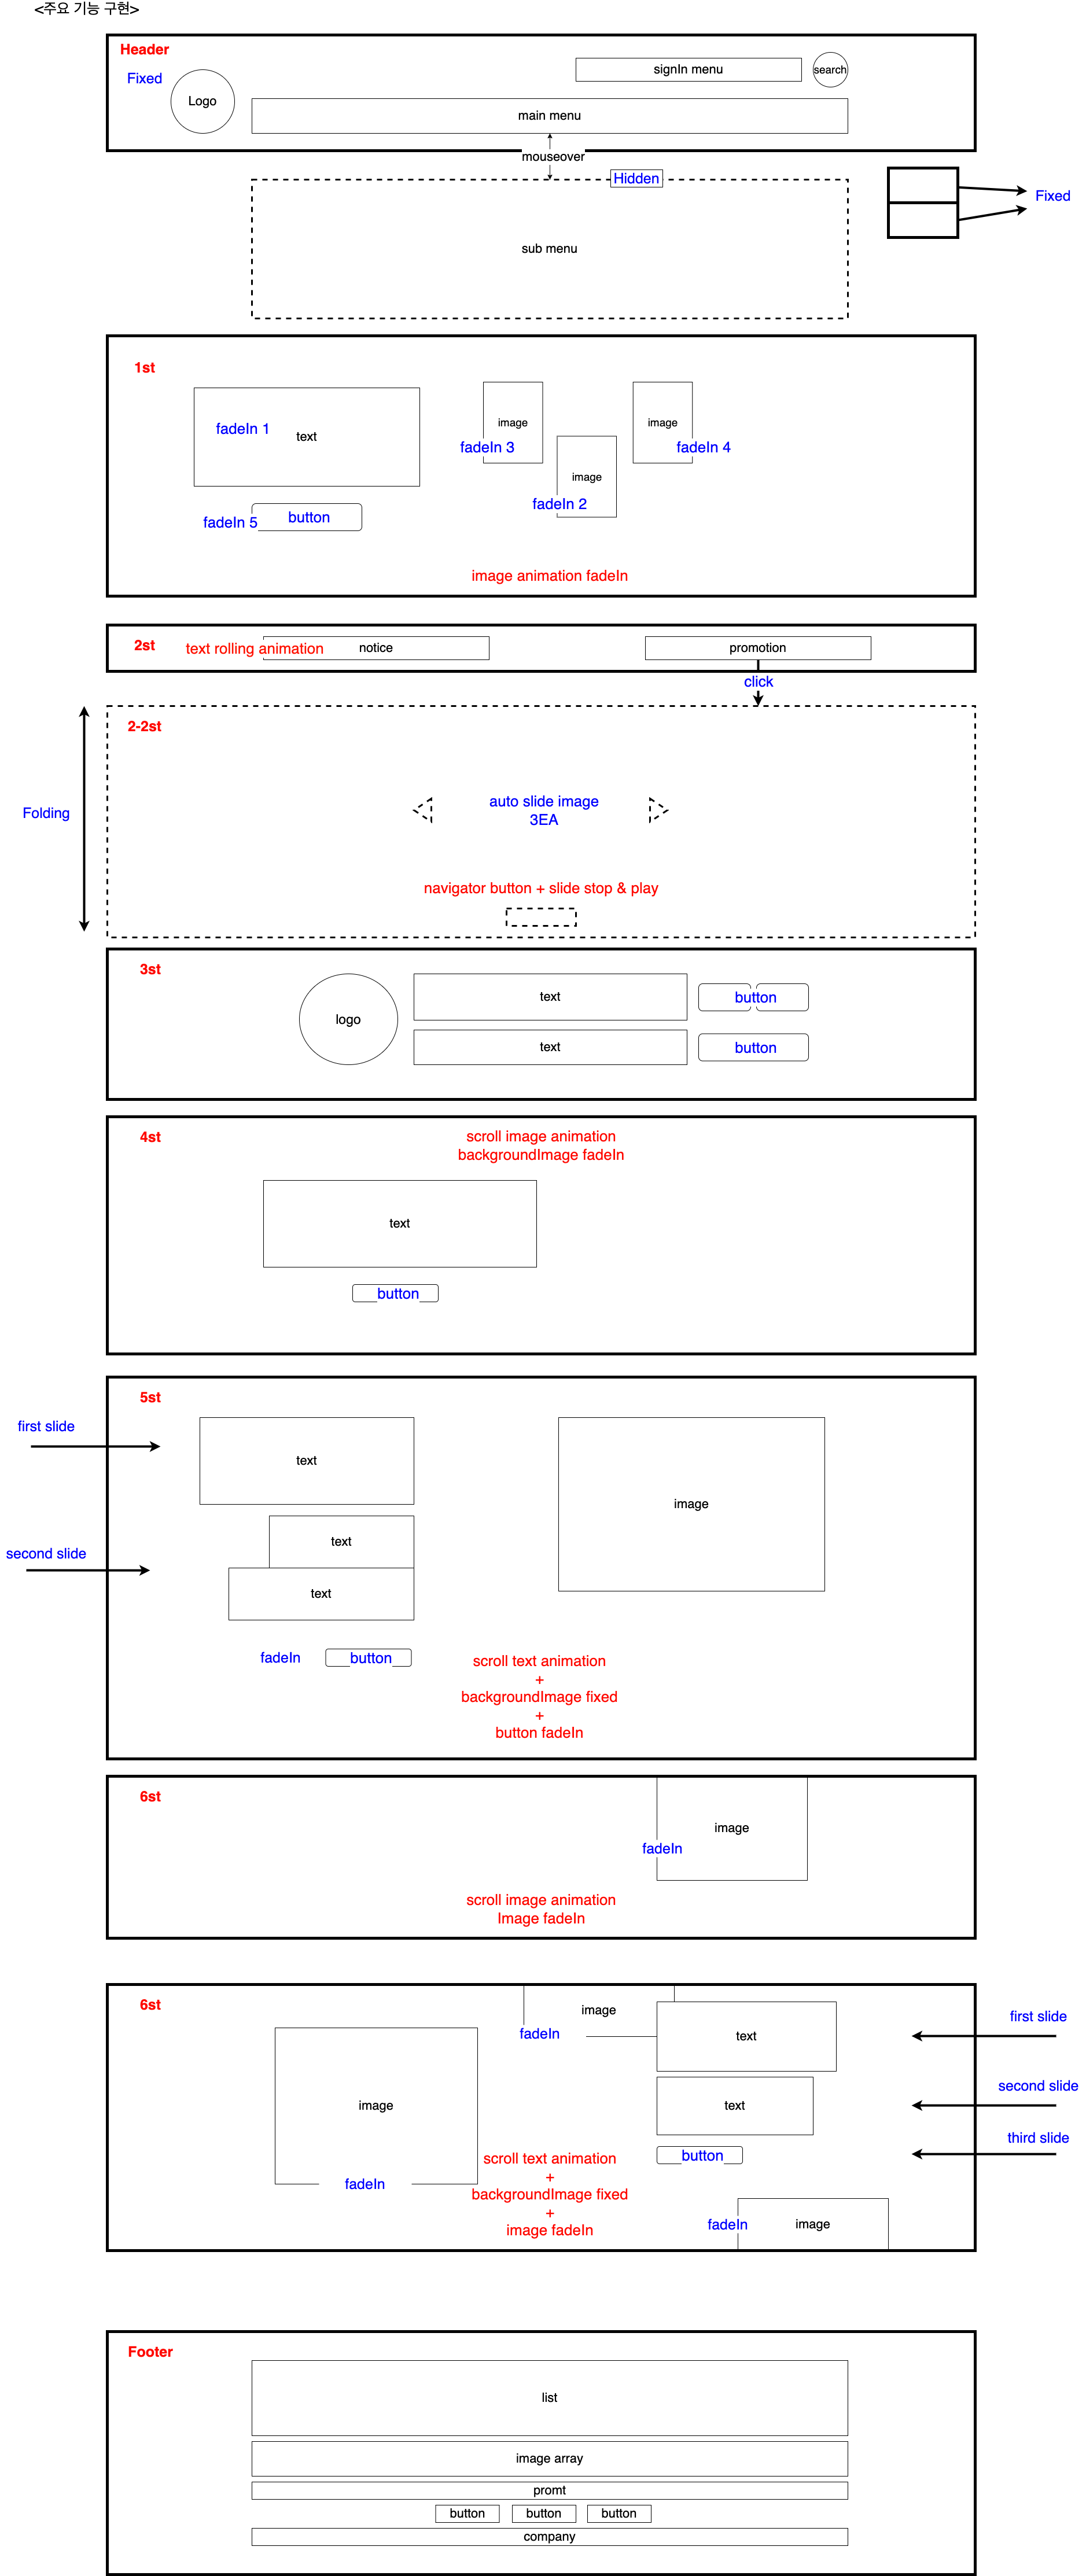 <주요 기능 구현>
Header
Fixed
Logo
signIn menu
search
main menu
mouseover
Hidden
sub menu
Fixed
1st
fadeIn 1
text
image
fadeIn 3
image
fadeIn 4
image
fadeIn 2
fadeIn 5
button
image animation fadeIn
2st
text rolling animation
notice
promotion
click
2-2st
Folding
auto slide image
3EA
navigator button + slide stop & play
3st
logo
text
button
text
button
4st
scroll image animation
backgroundImage fadeIn
text
button
5st
first slide
text
image
second slide
text
text
fadeIn
button
scroll text animation
+
backgroundImage fixed
+
button fadeIn
6st
image
fadeIn
scroll image animation
Image fadeIn
6st
image
fadeIn
text
first slide
image
text
second slide
third slide
button
fadeIn
scroll text animation
+
backgroundImage fixed
+
image fadeIn
fadeIn
image
Footer
list
image array
promt
button
button
button
company